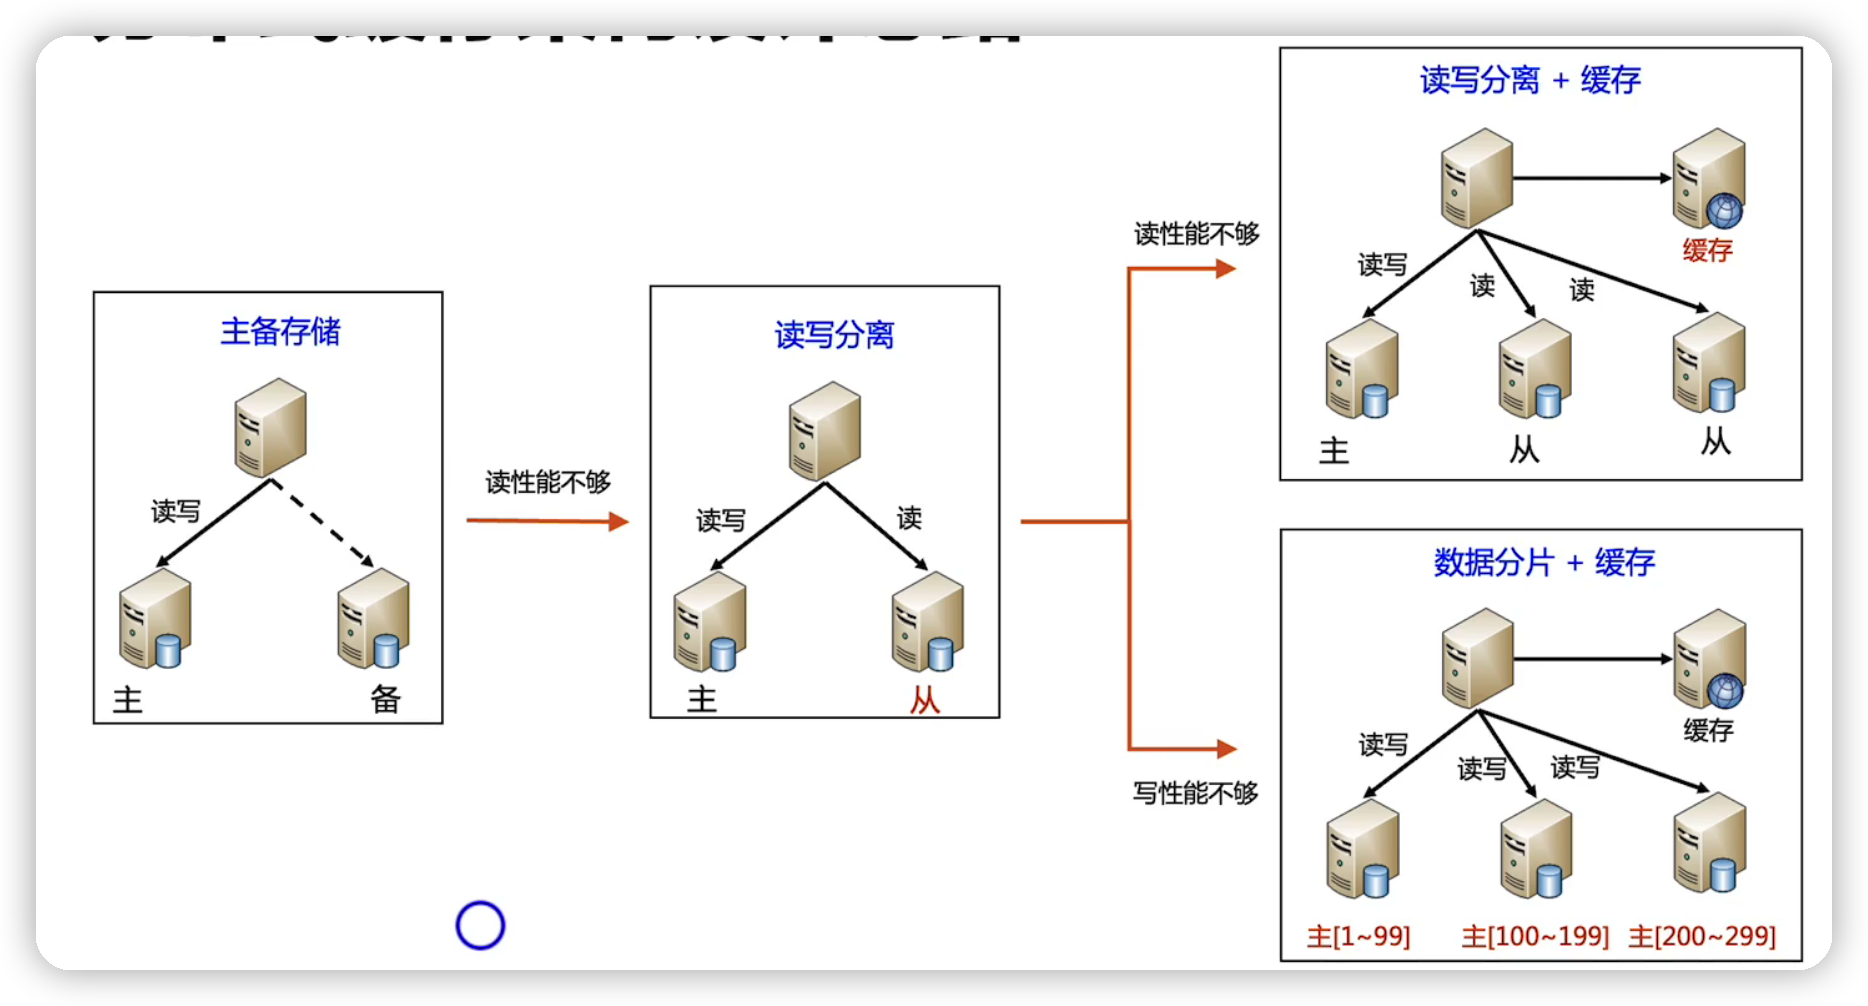 主备存储
读写
主
备
读性能不够
读写分离
读写
读
主
从
读性能不够
写性能不够
读写分离 + 缓存
缓存
读写
读
读
主
从
从
数据分片 + 缓存
缓存
读写
读写
读写
主[1~99]
主[100~199]
主[200~299]